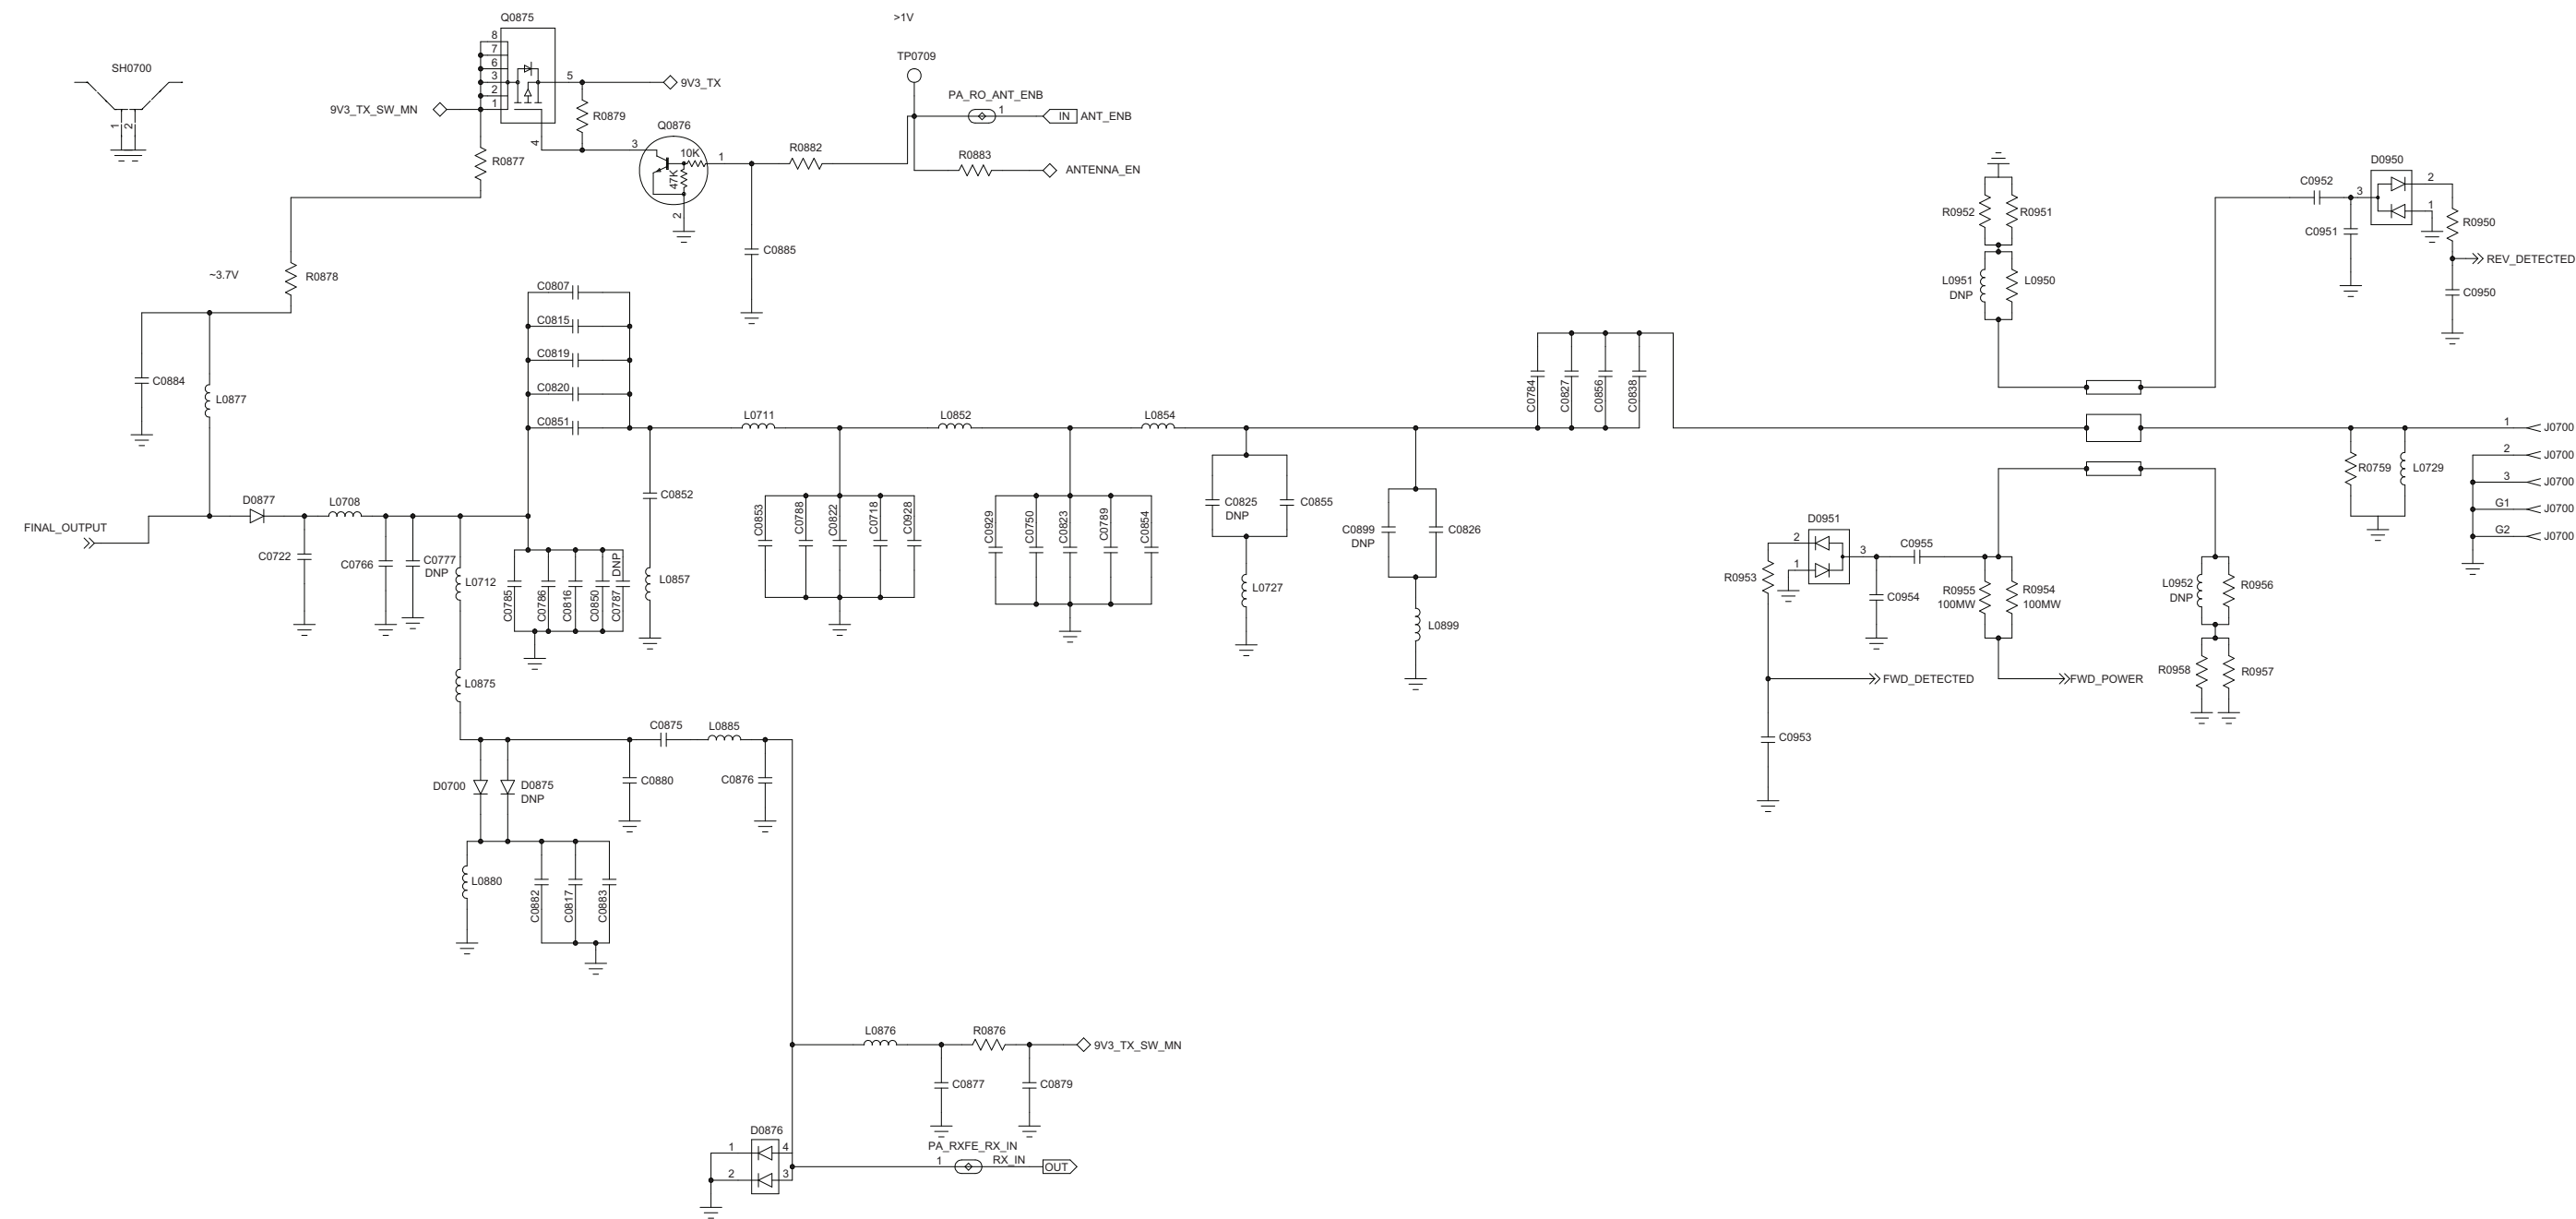 Q0875
>1V
SH0700
TP0709
8
7
6
3
2
1
5
9V3_TX
9V3_TX_SW_MN
PA_RO_ANT_ENB
1
IN
ANT_ENB
R0879
Q0876
4
3
10K
47K
1
2
R0877
R0882
R0883
ANTENNA_EN
C0885
~3.7V
R0878
D0950
C0952
3
2
1
R0952
R0951
C0951
R0950
L0951
DNP
L0950
REV_DETECTED
C0950
C0807
C0815
C0819
C0820
C0851
C0884
L0877
L0711
L0852
L0854
C0784
C0827
C0856
C0838
1
J0700
2
J0700
3
J0700
G1
J0700
G2
J0700
R0759
L0729
FINAL_OUTPUT
D0877
L0708
C0722
C0766
C0777
DNP
L0712
C0785
C0786
C0816
C0850
C0787
DNP
C0852
L0857
C0853
C0788
C0822
C0718
C0928
C0929
C0750
C0823
C0789
C0854
C0825
DNP
C0855
L0727
C0899
DNP
C0826
L0899
D0951
2
1
3
C0955
R0953
C0954
R0955
100MW
R0954
100MW
L0952
DNP
R0956
R0958
R0957
FWD_DETECTED
FWD_POWER
C0953
L0875
C0875
L0885
D0700
D0875
DNP
C0880
C0876
L0880
C0882
C0817
C0883
L0876
R0876
9V3_TX_SW_MN
C0877
C0879
D0876
1
4
2
3
PA_RXFE_RX_IN
1
RX_IN
OUT